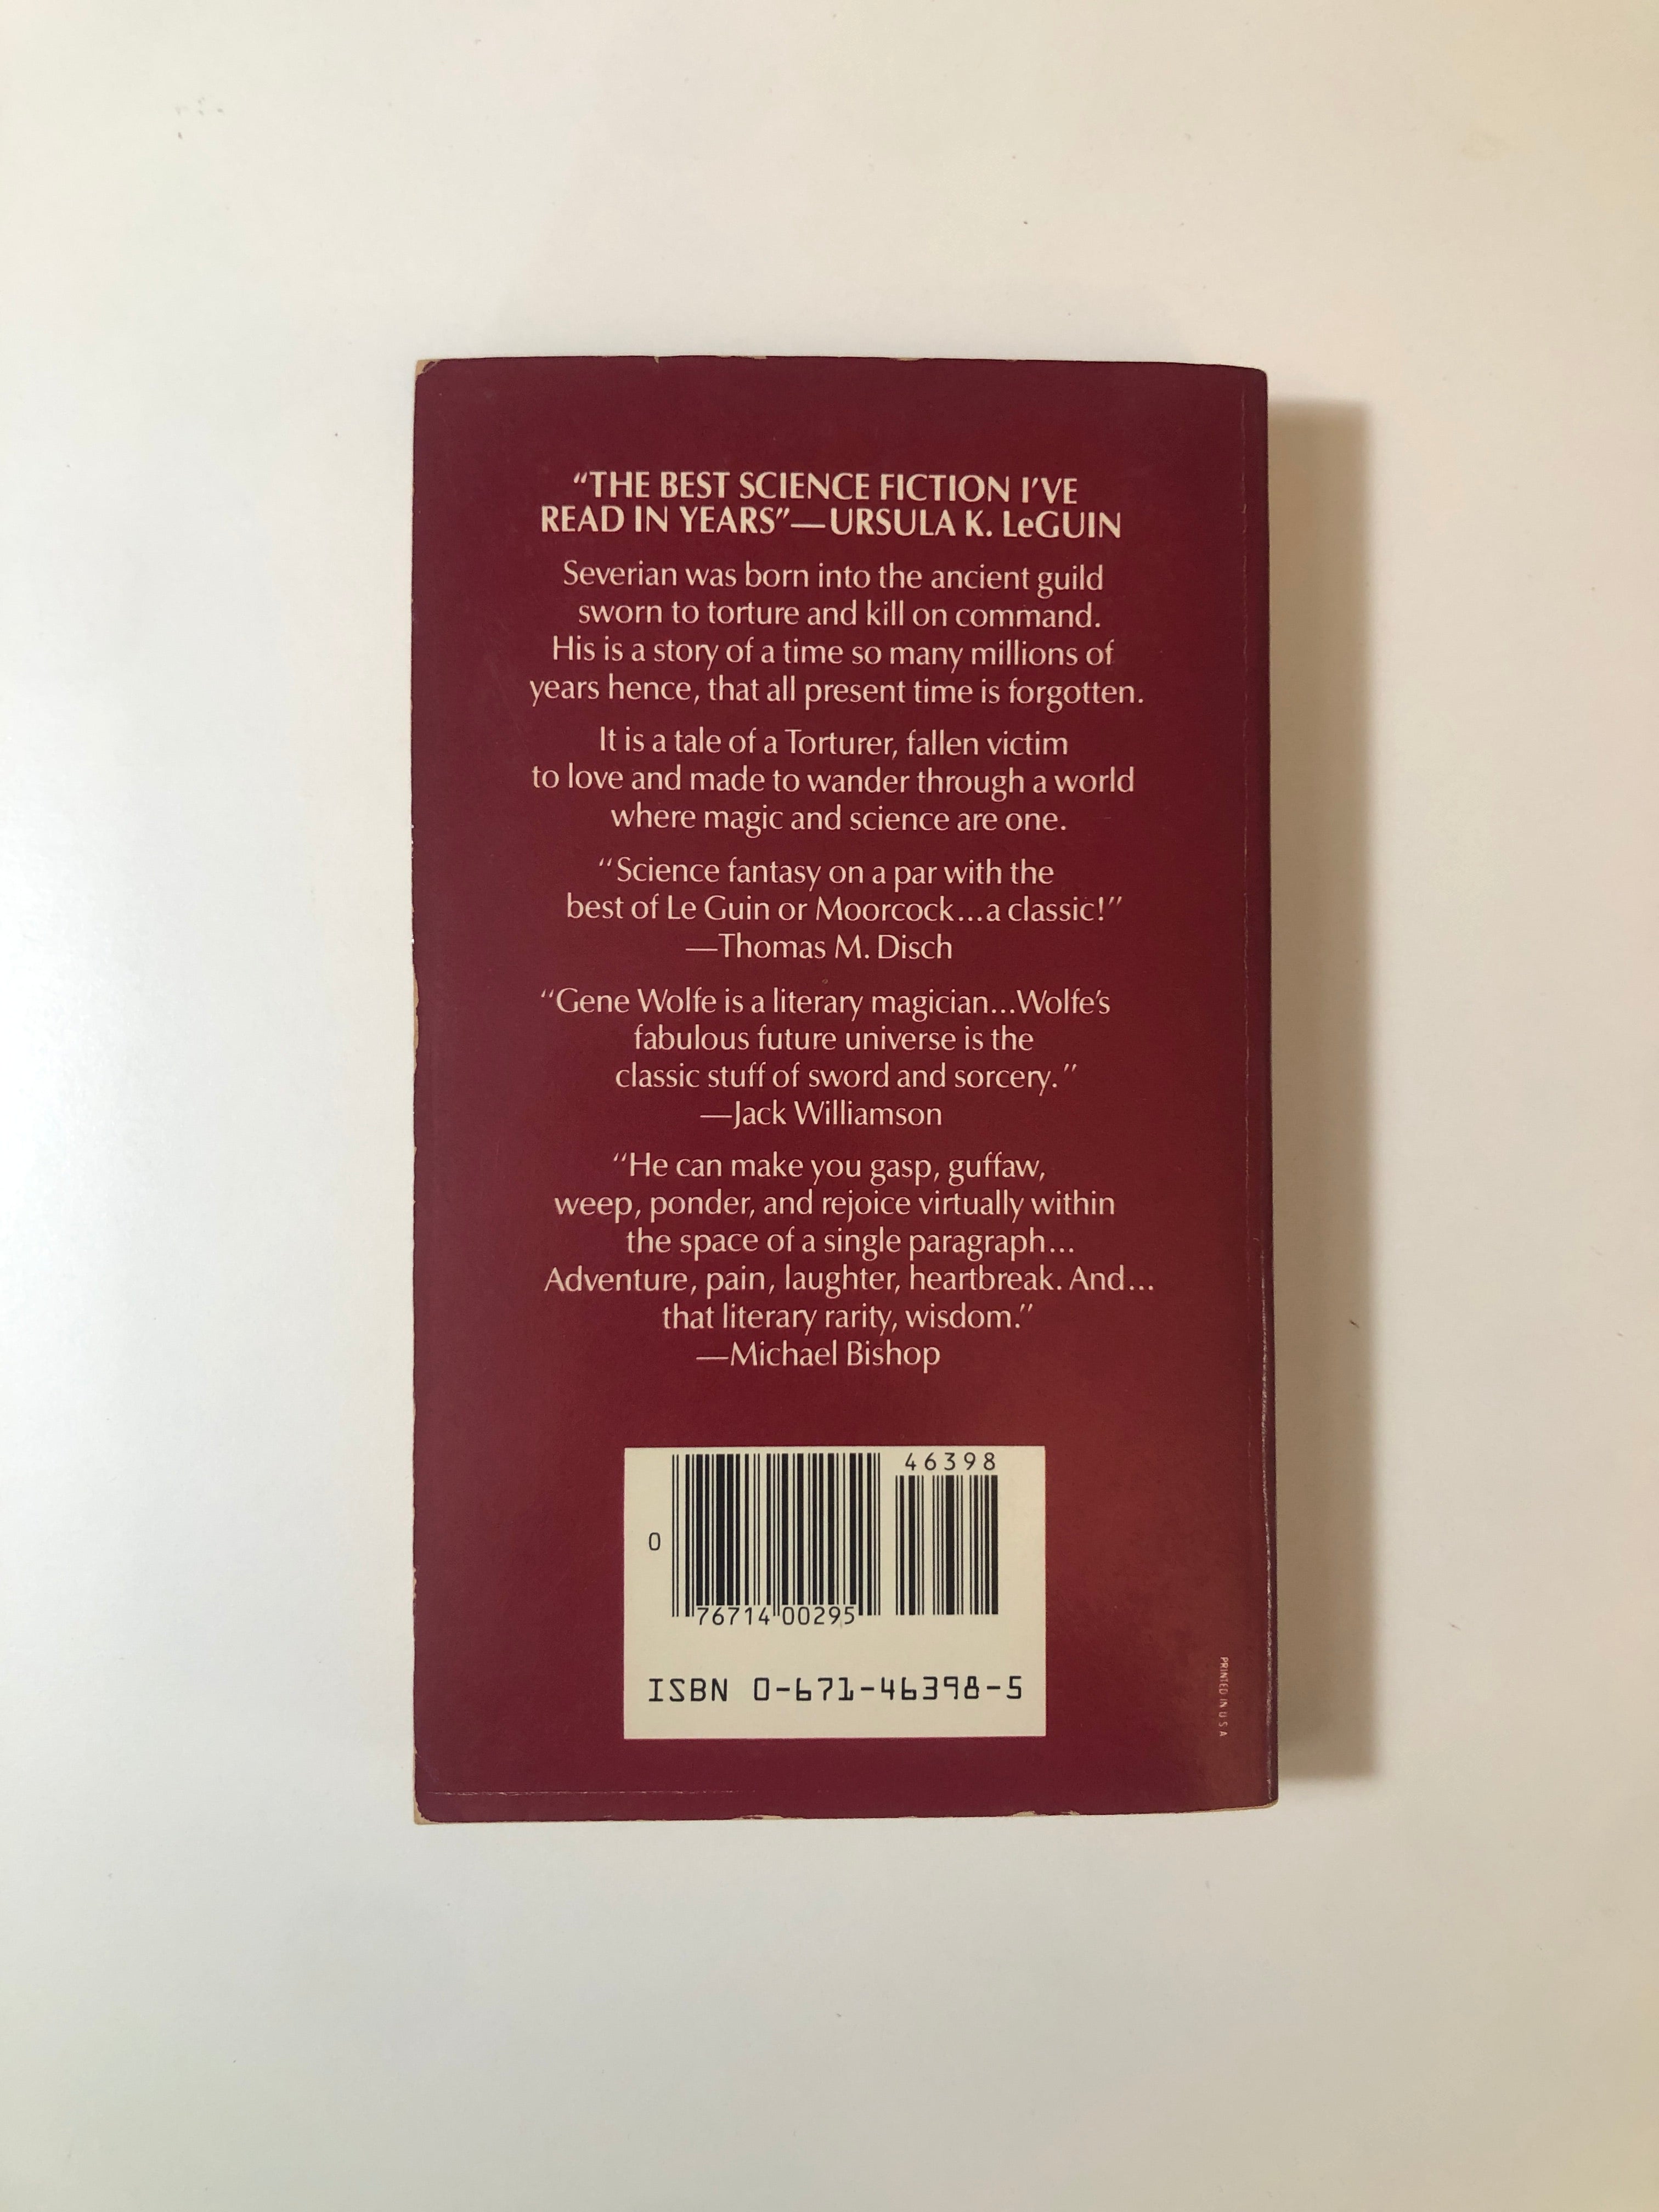 “THE BEST SCIENCE FICTION I’VE
READ IN YEARS”—URSULA K. LeGUIN
Severian was born into the ancient guild
sworn to torture and kill on command.
His is a story of a time so many millions of
years hence, that all present time is forgotten.
It is a tale of a Torturer, fallen victim
to love and made to wander through a world
where magic and science are one.
“Science fantasy on a par with the
best of Le Guin or Moorcock...a classic!”
—Thomas M. Disch
“Gene Wolfe is a literary magician...Wolfe’s
fabulous future universe is the
classic stuff of sword and sorcery.”
—Jack Williamson
“He can make you gasp, guffaw,
weep, ponder, and rejoice virtually within
the space of a single paragraph...
Adventure, pain, laughter, heartbreak. And...
that literary rarity, wisdom.”
—Michael Bishop
46398
0
76714 00295
ISBN 0-671-46398-5
PRINTED IN U S A